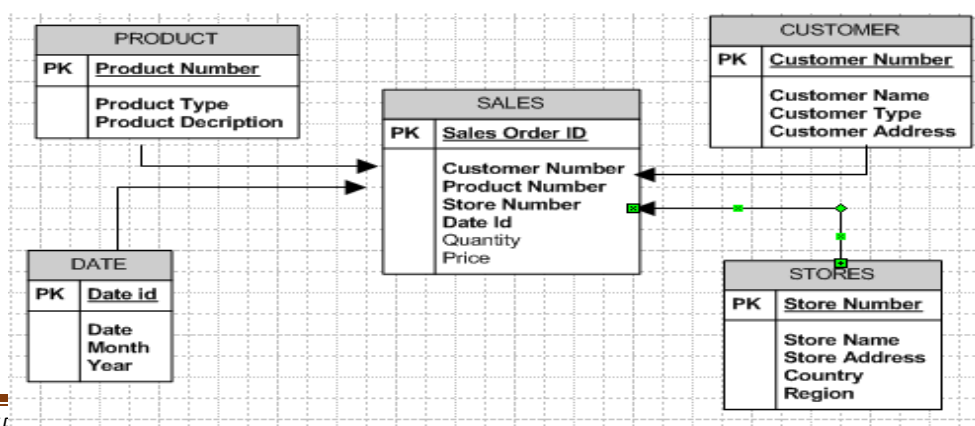 PRODUCT
PK Product Number
Product Type
Product Decription
CUSTOMER
PK Customer Number
Customer Name
Customer Type
Customer Address
SALES
PK Sales Order ID
Customer Number
Product Number
Store Number
Date Id
Quantity
Price
DATE
PK Date id
Date
Month
Year
STORES
PK Store Number
Store Name
Store Address
Country
Region